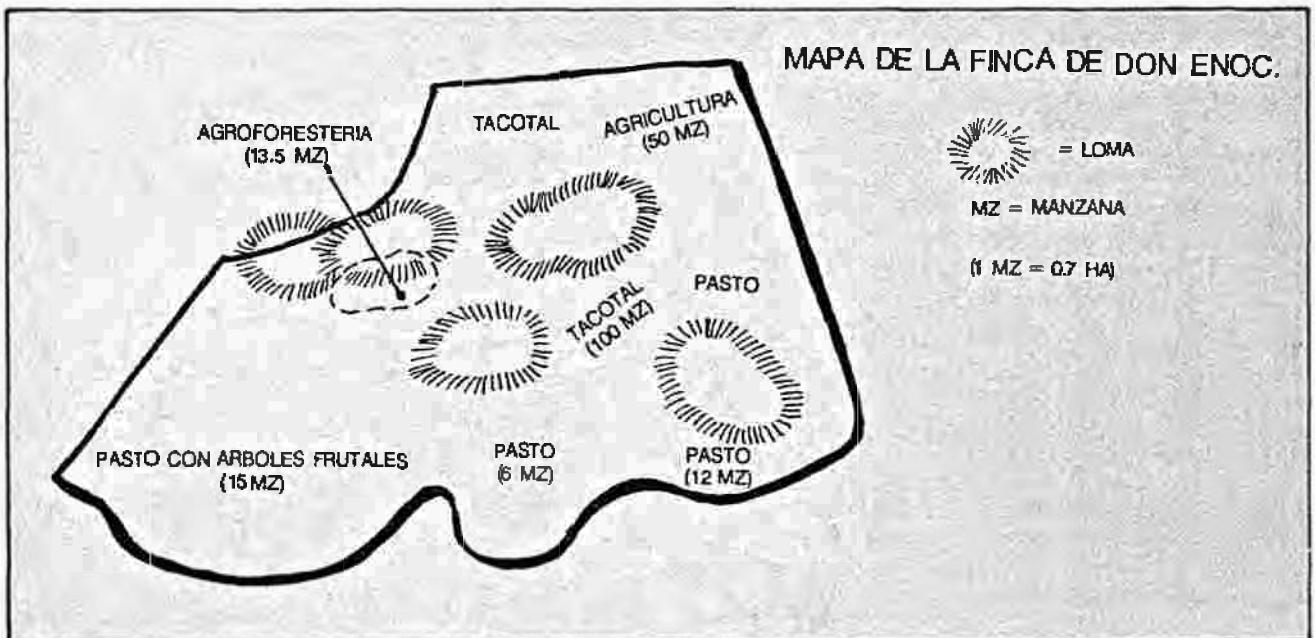 MAPA DE LA FINCA DE DON ENOC.
AGROFORESTERIA
(13.5 MZ)
TACOTAL
AGRICULTURA
(50 MZ)
= LOMA
MZ = MANZANA
(1 MZ = 0.7 HA)
PASTO
TACOTAL
(100 MZ)
PASTO CON ARBOLES FRUTALES
(15 MZ)
PASTO
(6 MZ)
PASTO
(12 MZ)